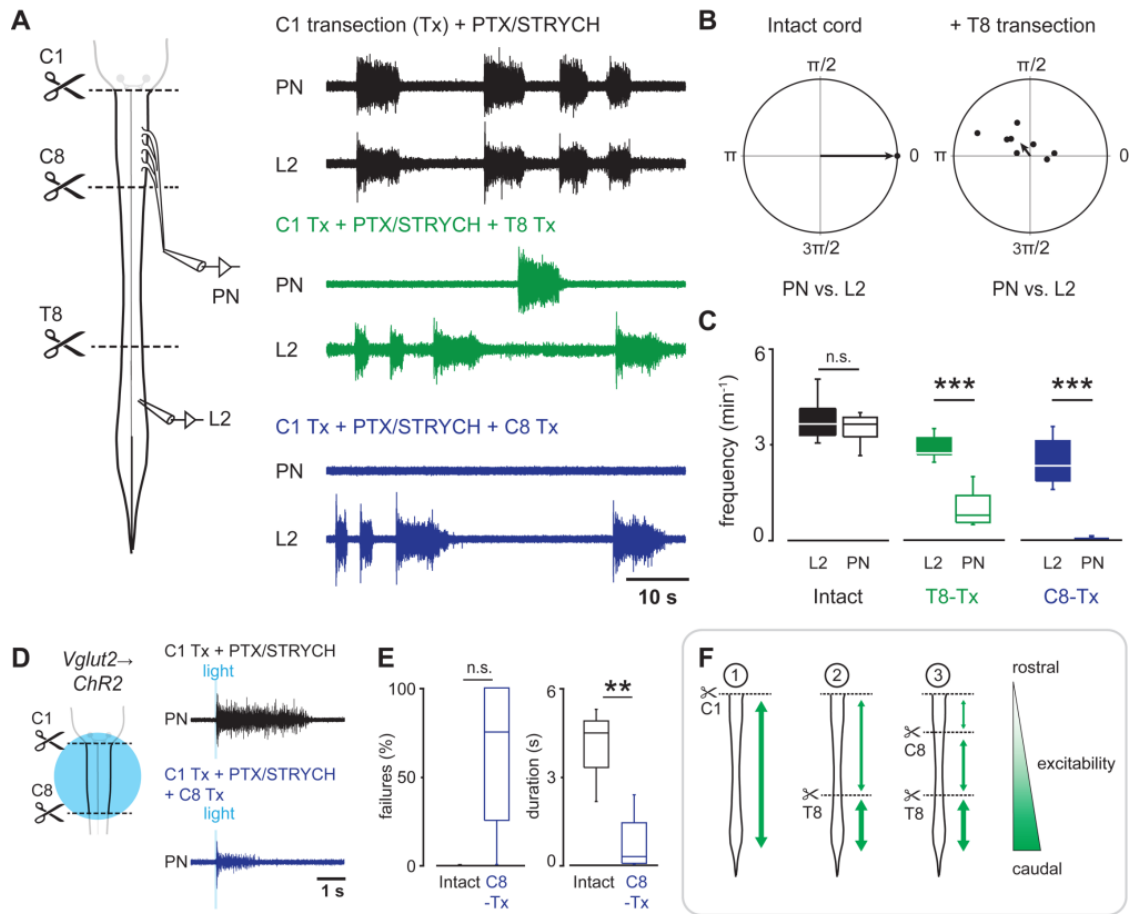 A
C1
C8
T8
PN
L2
C1 transection (Tx) + PTX/STRYCH
PN
L2
C1 Tx + PTX/STRYCH + T8 Tx
PN
L2
C1 Tx + PTX/STRYCH + C8 Tx
PN
L2
10 s
B
Intact cord
π/2
π
0
3π/2
PN vs. L2
+ T8 transection
π/2
π
0
3π/2
PN vs. L2
C
frequency (min⁻¹)
6
3
0
n.s.
***
***
L2 PN L2 PN L2 PN
Intact T8-Tx C8-Tx
D
Vglut2→
ChR2
C1
C8
C1 Tx + PTX/STRYCH
light
PN
C1 Tx + PTX/STRYCH
+ C8 Tx
light
PN
1 s
E
failures (%)
100
50
0
n.s.
Intact C8
-Tx
duration (s)
6
3
0
**
Intact C8
-Tx
F
1
C1
2
T8
3
C8
T8
rostral
excitability
caudal